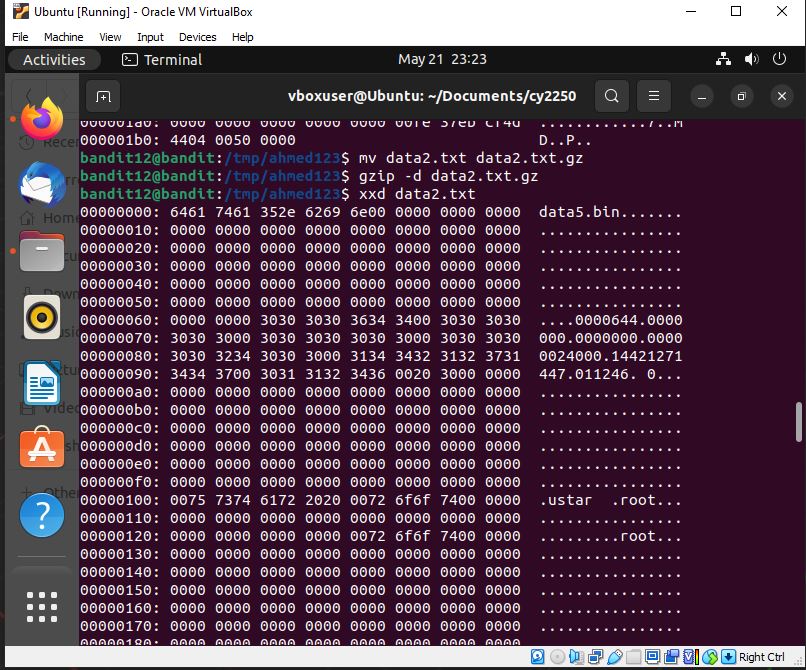 Ubuntu [Running] - Oracle VM VirtualBox
File Machine View Input Devices Help
Activities Terminal May 21 23:23
vboxuser@Ubuntu: ~/Documents/cy2250
000001a0: 0000 0000 0000 0000 0000 00fe 37eb cf4d ............7..M
000001b0: 4404 0050 0000 D..P..
bandit12@bandit:/tmp/ahmed123$ mv data2.txt data2.txt.gz
bandit12@bandit:/tmp/ahmed123$ gzip -d data2.txt.gz
bandit12@bandit:/tmp/ahmed123$ xxd data2.txt
00000000: 6461 7461 352e 6269 6e00 0000 0000 0000 data5.bin.......
00000010: 0000 0000 0000 0000 0000 0000 0000 0000 ................
00000020: 0000 0000 0000 0000 0000 0000 0000 0000 ................
00000030: 0000 0000 0000 0000 0000 0000 0000 0000 ................
00000040: 0000 0000 0000 0000 0000 0000 0000 0000 ................
00000050: 0000 0000 0000 0000 0000 0000 0000 0000 ................
00000060: 0000 0000 3030 3030 3634 3400 3030 3030 ....0000644.0000
00000070: 3030 3000 3030 3030 3030 3000 3030 3030 000.0000000.0000
00000080: 3030 3234 3030 3000 3134 3432 3132 3731 0024000.14421271
00000090: 3434 3700 3031 3132 3436 0020 3000 0000 447.011246. 0...
000000a0: 0000 0000 0000 0000 0000 0000 0000 0000 ................
000000b0: 0000 0000 0000 0000 0000 0000 0000 0000 ................
000000c0: 0000 0000 0000 0000 0000 0000 0000 0000 ................
000000d0: 0000 0000 0000 0000 0000 0000 0000 0000 ................
000000e0: 0000 0000 0000 0000 0000 0000 0000 0000 ................
000000f0: 0000 0000 0000 0000 0000 0000 0000 0000 ................
00000100: 0075 7374 6172 2020 0072 6f6f 7400 0000 .ustar .root...
00000110: 0000 0000 0000 0000 0000 0000 0000 0000 ................
00000120: 0000 0000 0000 0000 0072 6f6f 7400 0000 .........root...
00000130: 0000 0000 0000 0000 0000 0000 0000 0000 ................
00000140: 0000 0000 0000 0000 0000 0000 0000 0000 ................
00000150: 0000 0000 0000 0000 0000 0000 0000 0000 ................
00000160: 0000 0000 0000 0000 0000 0000 0000 0000 ................
00000170: 0000 0000 0000 0000 0000 0000 0000 0000 ................
00000180: 0000 0000 0000 0000 0000 0000 0000 0000 ................
Right Ctrl